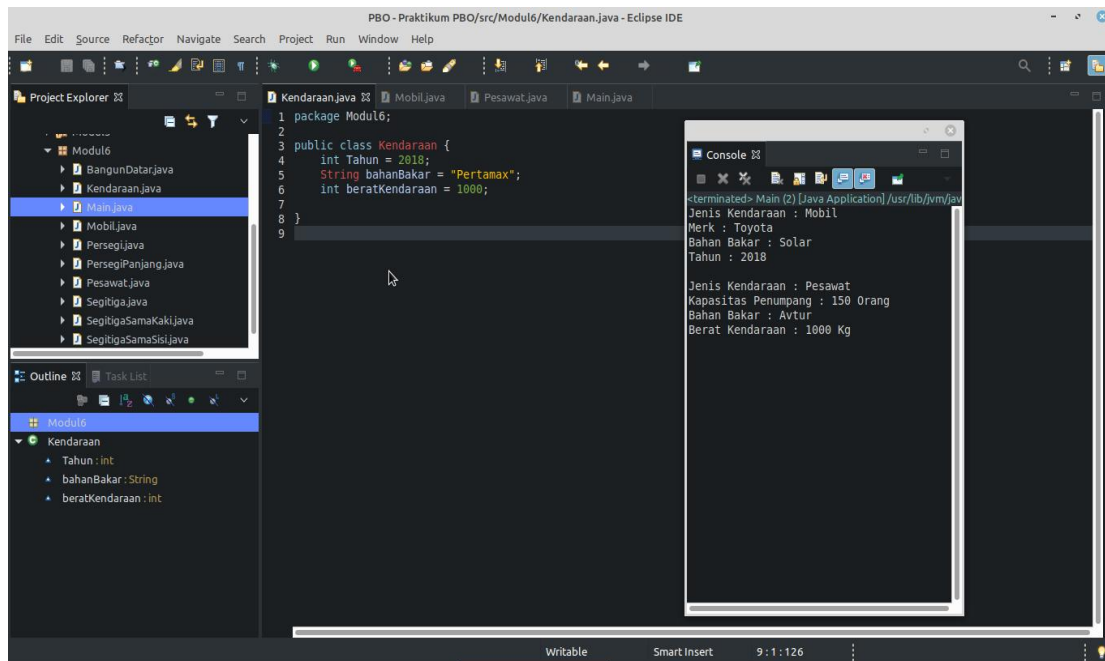 PBO - Praktikum PBO/src/Modul6/Kendaraan.java - Eclipse IDE
File Edit Source Refactor Navigate Search Project Run Window Help
Project Explorer
Modul6
BangunDatar.java
Kendaraan.java
Main.java
Mobil.java
Persegi.java
PersegiPanjang.java
Pesawat.java
Segitiga.java
SegitigaSamaKaki.java
SegitigaSamaSisi.java
Outline Task List
Modul6
Kendaraan
Tahun : int
bahanBakar : String
beratKendaraan : int
Kendaraan.java Mobil.java Pesawat.java Main.java
1 package Modul6;
2
3 public class Kendaraan {
4 int Tahun = 2018;
5 String bahanBakar = "Pertamax";
6 int beratKendaraan = 1000;
7
8 }
9
Console
<terminated> Main (2) [Java Application] /usr/lib/jvm/jav
Jenis Kendaraan : Mobil
Merk : Toyota
Bahan Bakar : Solar
Tahun : 2018
Jenis Kendaraan : Pesawat
Kapasitas Penumpang : 150 Orang
Bahan Bakar : Avtur
Berat Kendaraan : 1000 Kg
Writable Smart Insert 9 : 1 : 126